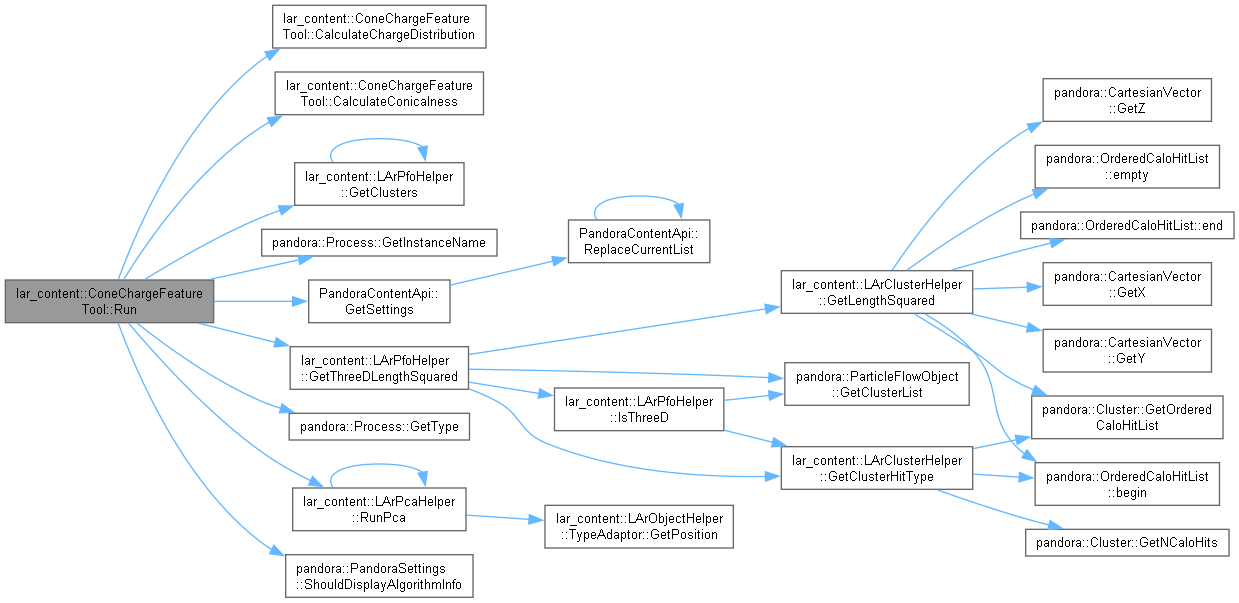 lar_content::ConeChargeFeature
Tool::Run
lar_content::ConeChargeFeature
Tool::CalculateChargeDistribution
lar_content::ConeChargeFeature
Tool::CalculateConicalness
lar_content::LArPfoHelper
::GetClusters
pandora::Process::GetInstanceName
PandoraContentApi::
GetSettings
lar_content::LArPfoHelper
::GetThreeDLengthSquared
pandora::Process::GetType
lar_content::LArPcaHelper
::RunPca
pandora::PandoraSettings
::ShouldDisplayAlgorithmInfo
PandoraContentApi::
ReplaceCurrentList
lar_content::LArPfoHelper
::IsThreeD
lar_content::LArObjectHelper
::TypeAdaptor::GetPosition
lar_content::LArClusterHelper
::GetLengthSquared
pandora::ParticleFlowObject
::GetClusterList
lar_content::LArClusterHelper
::GetClusterHitType
pandora::CartesianVector
::GetZ
pandora::OrderedCaloHitList
::empty
pandora::OrderedCaloHitList::end
pandora::CartesianVector
::GetX
pandora::CartesianVector
::GetY
pandora::Cluster::GetOrdered
CaloHitList
pandora::OrderedCaloHitList
::begin
pandora::Cluster::GetNCaloHits